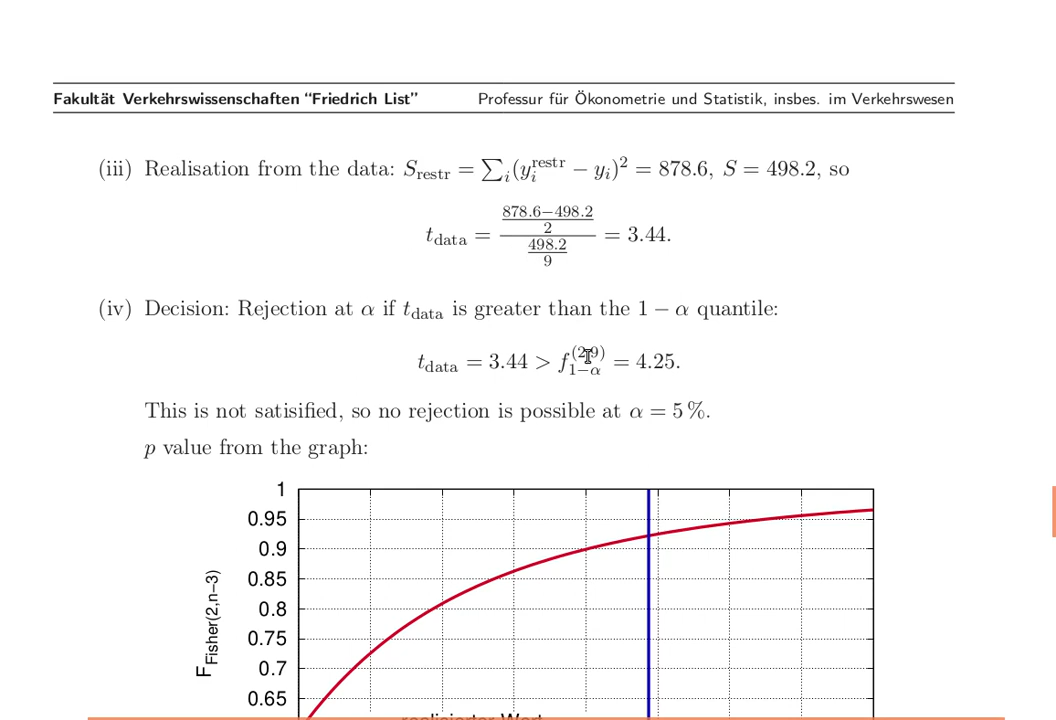 Fakultät Verkehrswissenschaften “Friedrich List” Professur für Ökonometrie und Statistik, insbes. im Verkehrswesen
(iii) Realisation from the data: S_restr = ∑_i(y_i^restr − y_i)² = 878.6, S = 498.2, so
t_data = ((878.6−498.2)/2)/(498.2/9) = 3.44.
(iv) Decision: Rejection at α if t_data is greater than the 1 − α quantile:
t_data = 3.44 > f_{1−α}^{(2,9)} = 4.25.
This is not satisified, so no rejection is possible at α = 5 %.
p value from the graph:
1
0.95
0.9
0.85
0.8
0.75
0.7
0.65
F_Fisher(2,n−3)
realisierter Wert